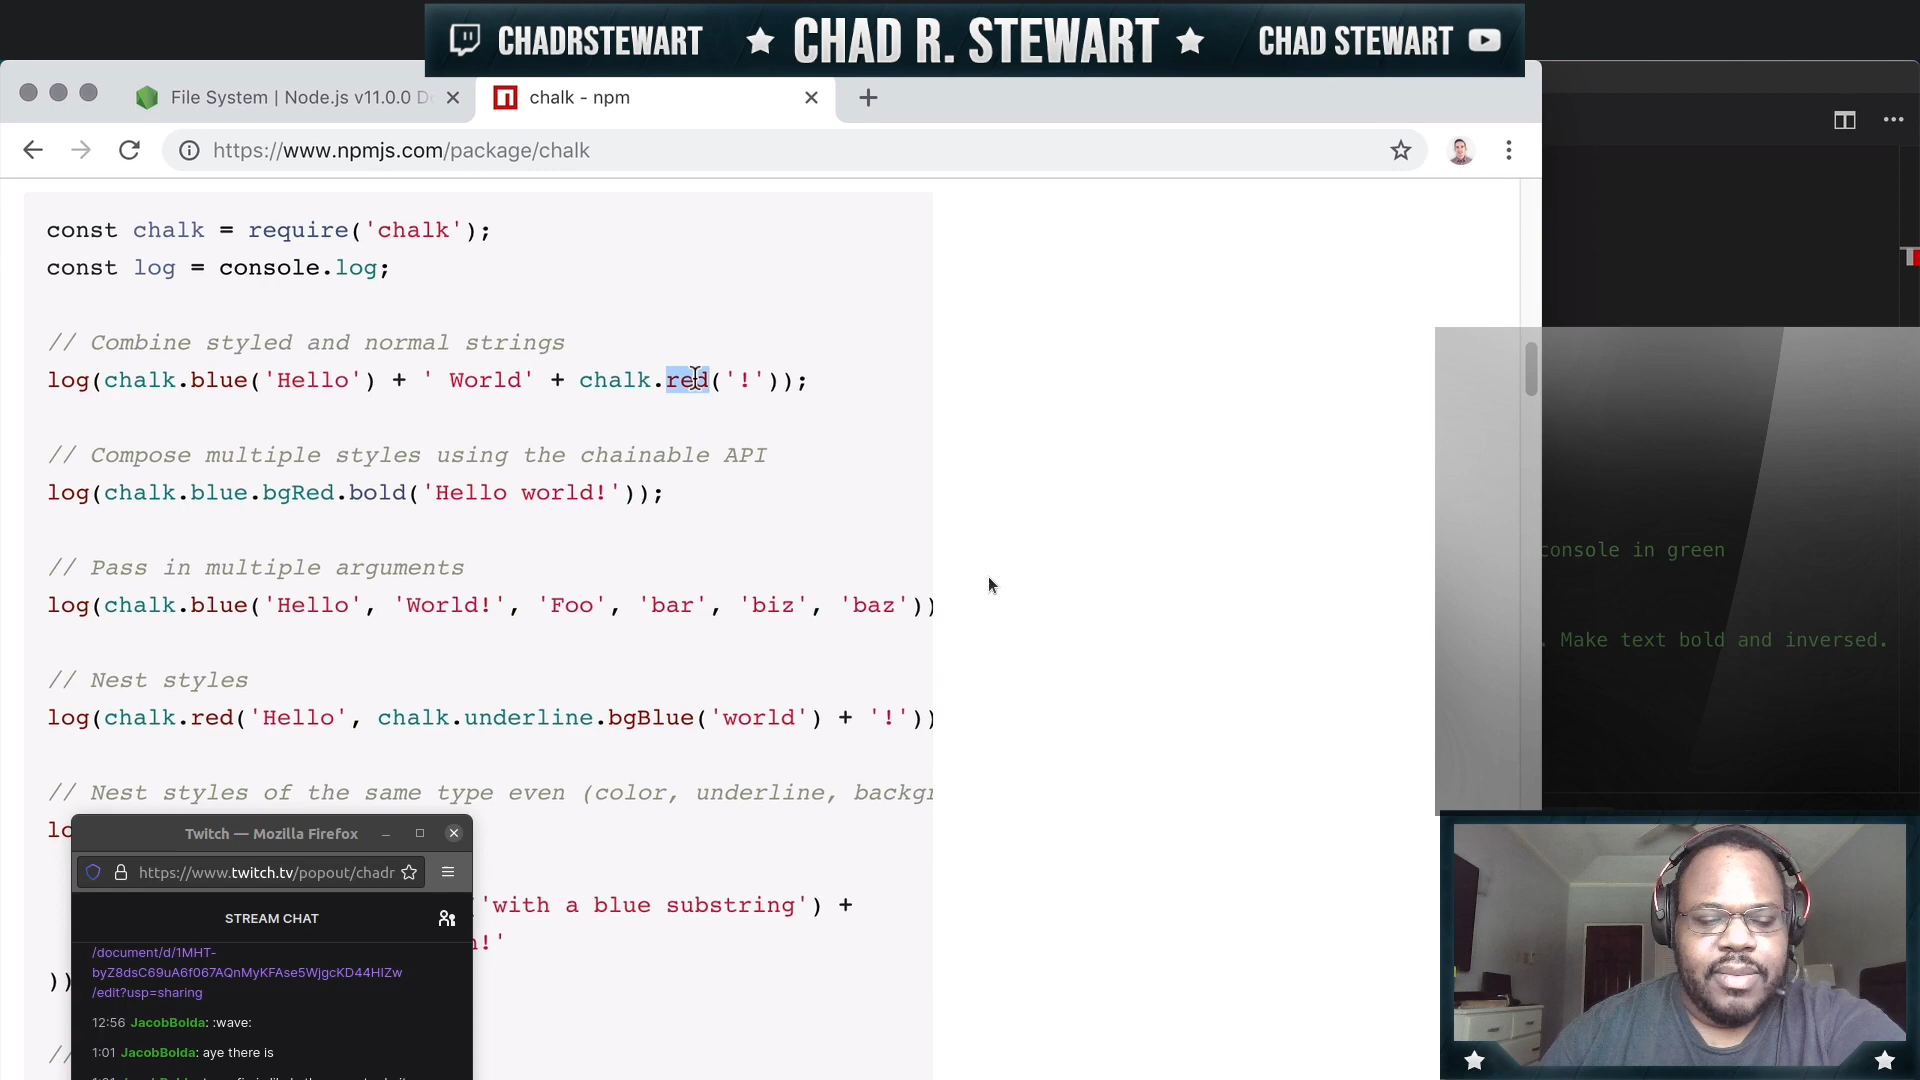 CHADRSTEWART
CHAD R. STEWART
CHAD STEWART
File System | Node.js v11.0.0 D
chalk - npm
https://www.npmjs.com/package/chalk
const chalk = require('chalk');
const log = console.log;
// Combine styled and normal strings
log(chalk.blue('Hello') + ' World' + chalk.red('!'));
// Compose multiple styles using the chainable API
log(chalk.blue.bgRed.bold('Hello world!'));
// Pass in multiple arguments
log(chalk.blue('Hello', 'World!', 'Foo', 'bar', 'biz', 'baz'))
// Nest styles
log(chalk.red('Hello', chalk.underline.bgBlue('world') + '!'))
// Nest styles of the same type even (color, underline, backgr
lo
'with a blue substring') +
!'
))
//
console in green
. Make text bold and inversed.
Twitch — Mozilla Firefox
https://www.twitch.tv/popout/chadr
STREAM CHAT
/document/d/1MHT-
byZ8dsC69uA6f067AQnMyKFAse5WjgcKD44HIZw
/edit?usp=sharing
12:56 JacobBolda: :wave:
1:01 JacobBolda: aye there is